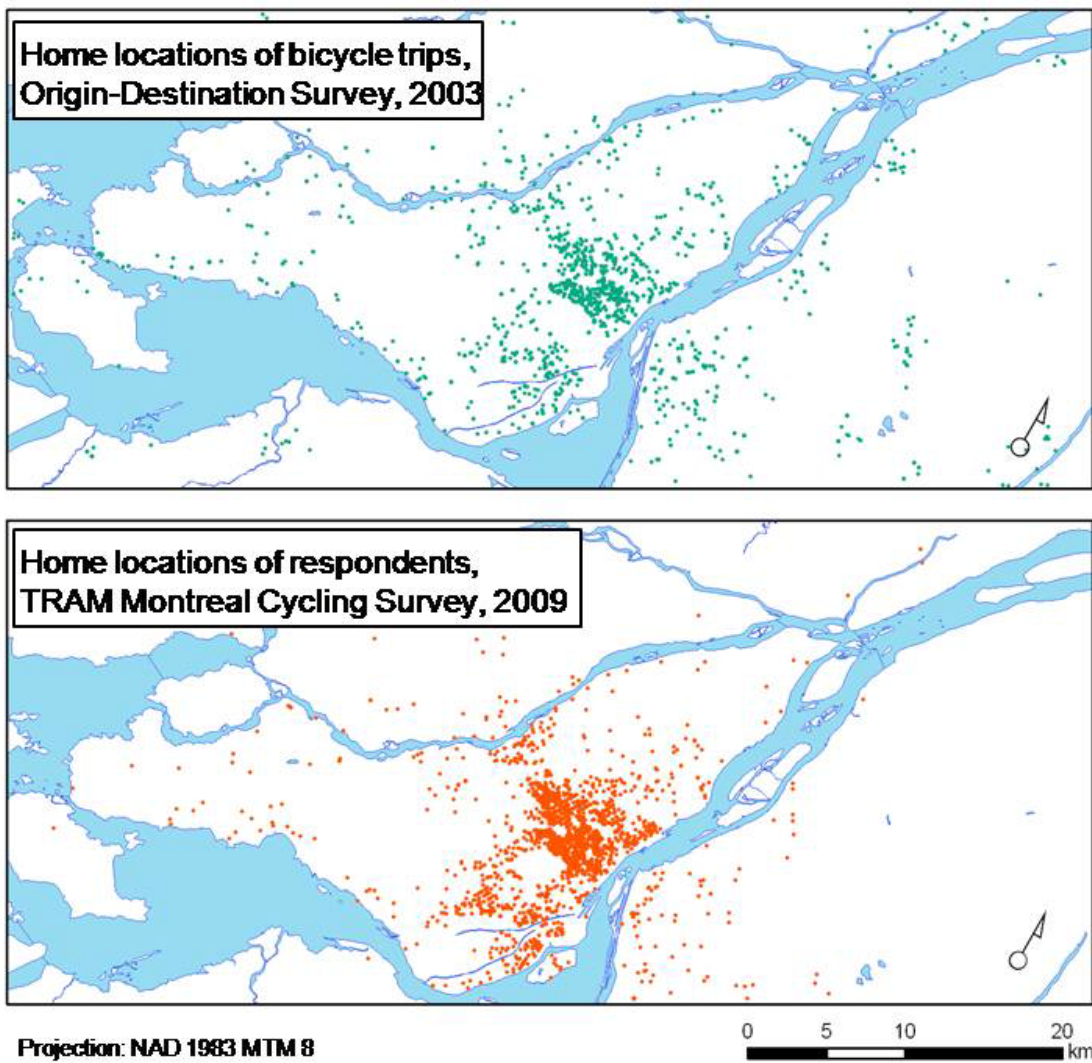 Home locations of bicycle trips,
Origin-Destination Survey, 2003
Home locations of respondents,
TRAM Montreal Cycling Survey, 2009
Projection: NAD 1983 MTM 8
0 5 10 20
km